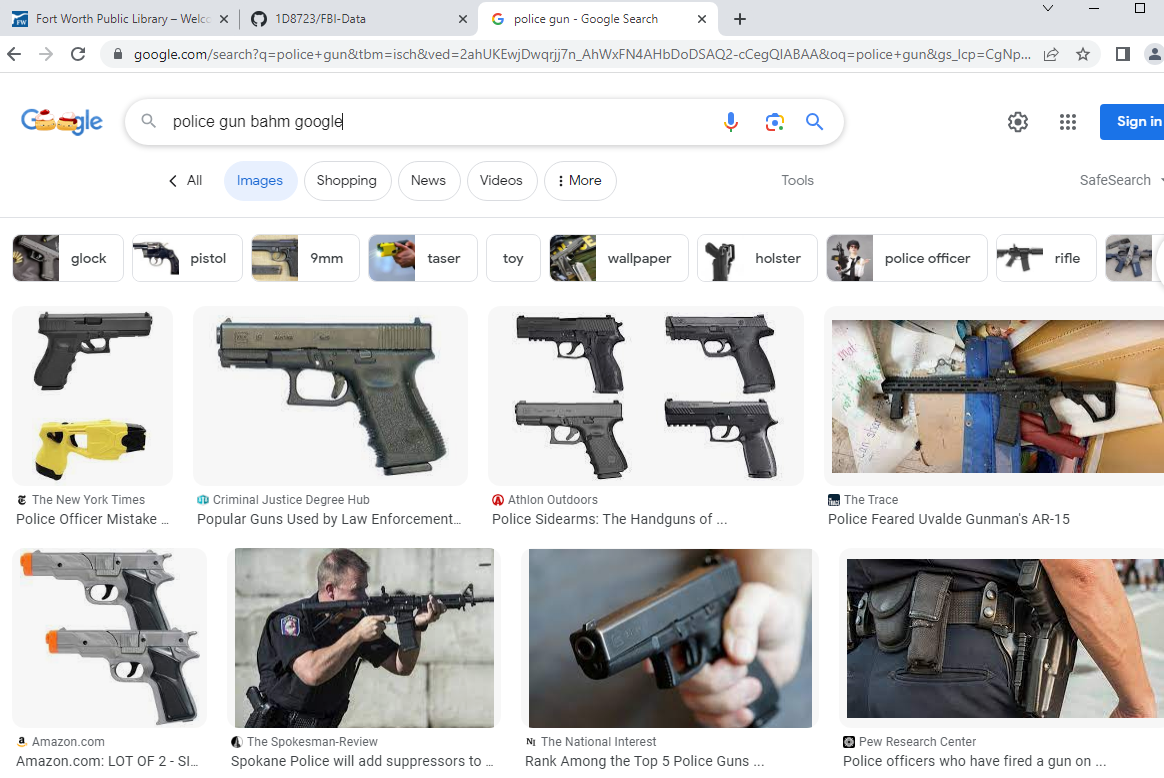 Fort Worth Public Library – Welco
1D8723/FBI-Data
police gun - Google Search
google.com/search?q=police+gun&tbm=isch&ved=2ahUKEwjDwqrjj7n_AhWxFN4AHbDoDSAQ2-cCegQIABAA&oq=police+gun&gs_lcp=CgNp...
Google
police gun bahm google
Sign in
All
Images
Shopping
News
Videos
More
Tools
SafeSearch
glock
pistol
9mm
taser
toy
wallpaper
holster
police officer
rifle
The New York Times
Police Officer Mistake ...
Criminal Justice Degree Hub
Popular Guns Used by Law Enforcement...
Athlon Outdoors
Police Sidearms: The Handguns of ...
The Trace
Police Feared Uvalde Gunman's AR-15
Amazon.com
Amazon.com: LOT OF 2 - SI...
The Spokesman-Review
Spokane Police will add suppressors to ...
The National Interest
Rank Among the Top 5 Police Guns ...
Pew Research Center
Police officers who have fired a gun on ...